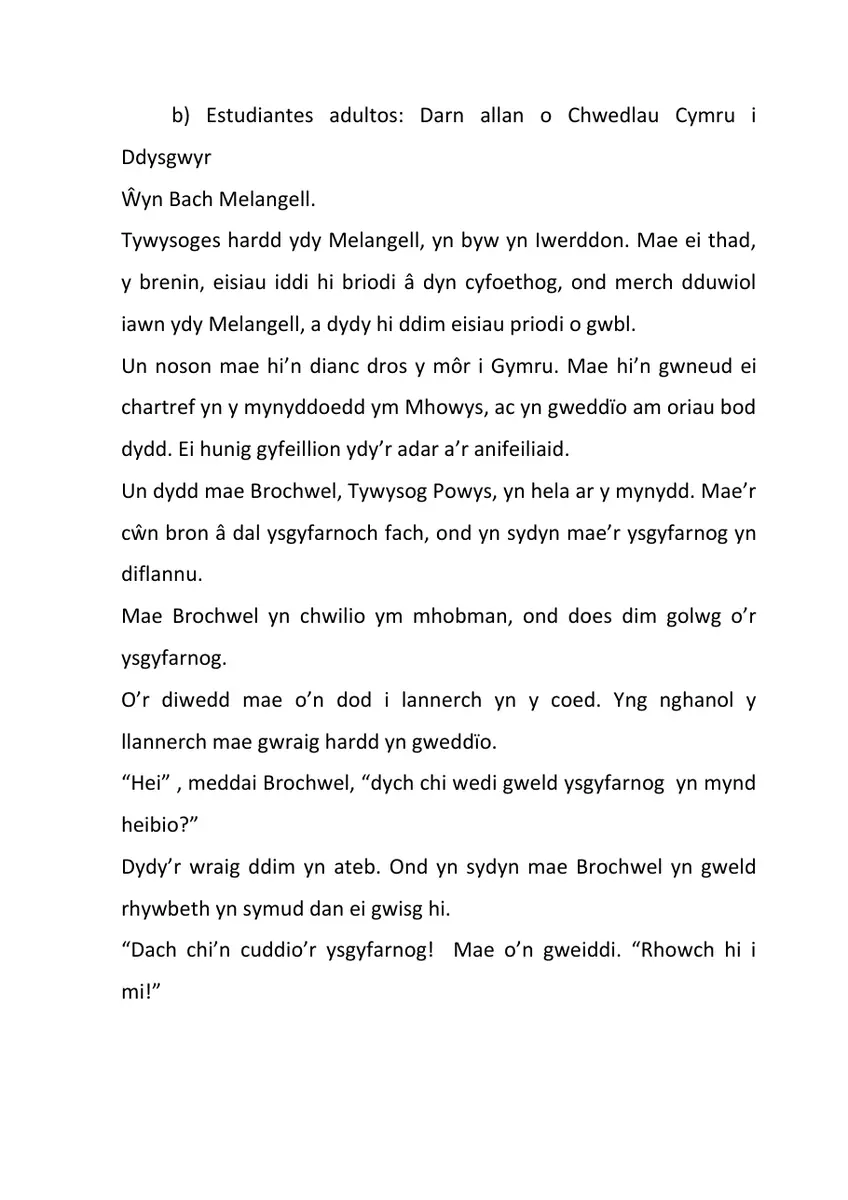 b) Estudiantes adultos: Darn allan o Chwedlau Cymru i
Ddysgwyr
Ŵyn Bach Melangell.
Tywysoges hardd ydy Melangell, yn byw yn Iwerddon. Mae ei thad,
y brenin, eisiau iddi hi briodi â dyn cyfoethog, ond merch dduwiol
iawn ydy Melangell, a dydy hi ddim eisiau priodi o gwbl.
Un noson mae hi’n dianc dros y môr i Gymru. Mae hi’n gwneud ei
chartref yn y mynyddoedd ym Mhowys, ac yn gweddïo am oriau bod
dydd. Ei hunig gyfeillion ydy’r adar a’r anifeiliaid.
Un dydd mae Brochwel, Tywysog Powys, yn hela ar y mynydd. Mae’r
cŵn bron â dal ysgyfarnoch fach, ond yn sydyn mae’r ysgyfarnog yn
diflannu.
Mae Brochwel yn chwilio ym mhobman, ond does dim golwg o’r
ysgyfarnog.
O’r diwedd mae o’n dod i lannerch yn y coed. Yng nghanol y
llannerch mae gwraig hardd yn gweddïo.
“Hei” , meddai Brochwel, “dych chi wedi gweld ysgyfarnog  yn mynd
heibio?”
Dydy’r wraig ddim yn ateb. Ond yn sydyn mae Brochwel yn gweld
rhywbeth yn symud dan ei gwisg hi.
“Dach chi’n cuddio’r ysgyfarnog!  Mae o’n gweiddi. “Rhowch hi i
mi!”